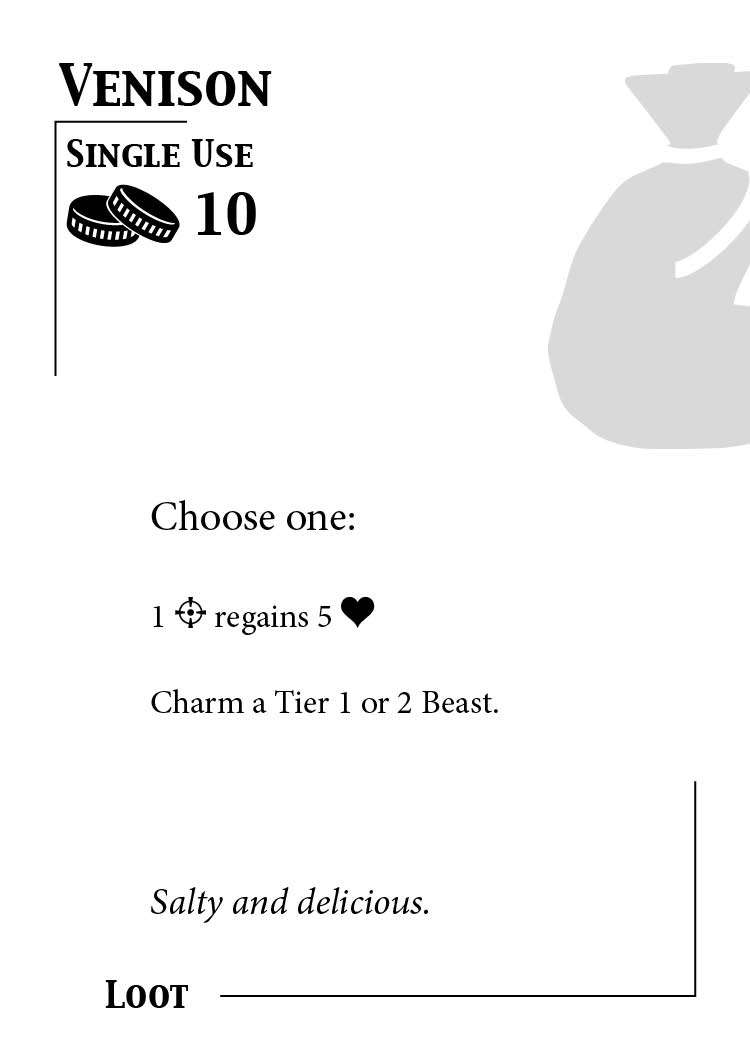 Venison
Single Use
10
Choose one:
1 regains 5
Charm a Tier 1 or 2 Beast.
Salty and delicious.
Loot